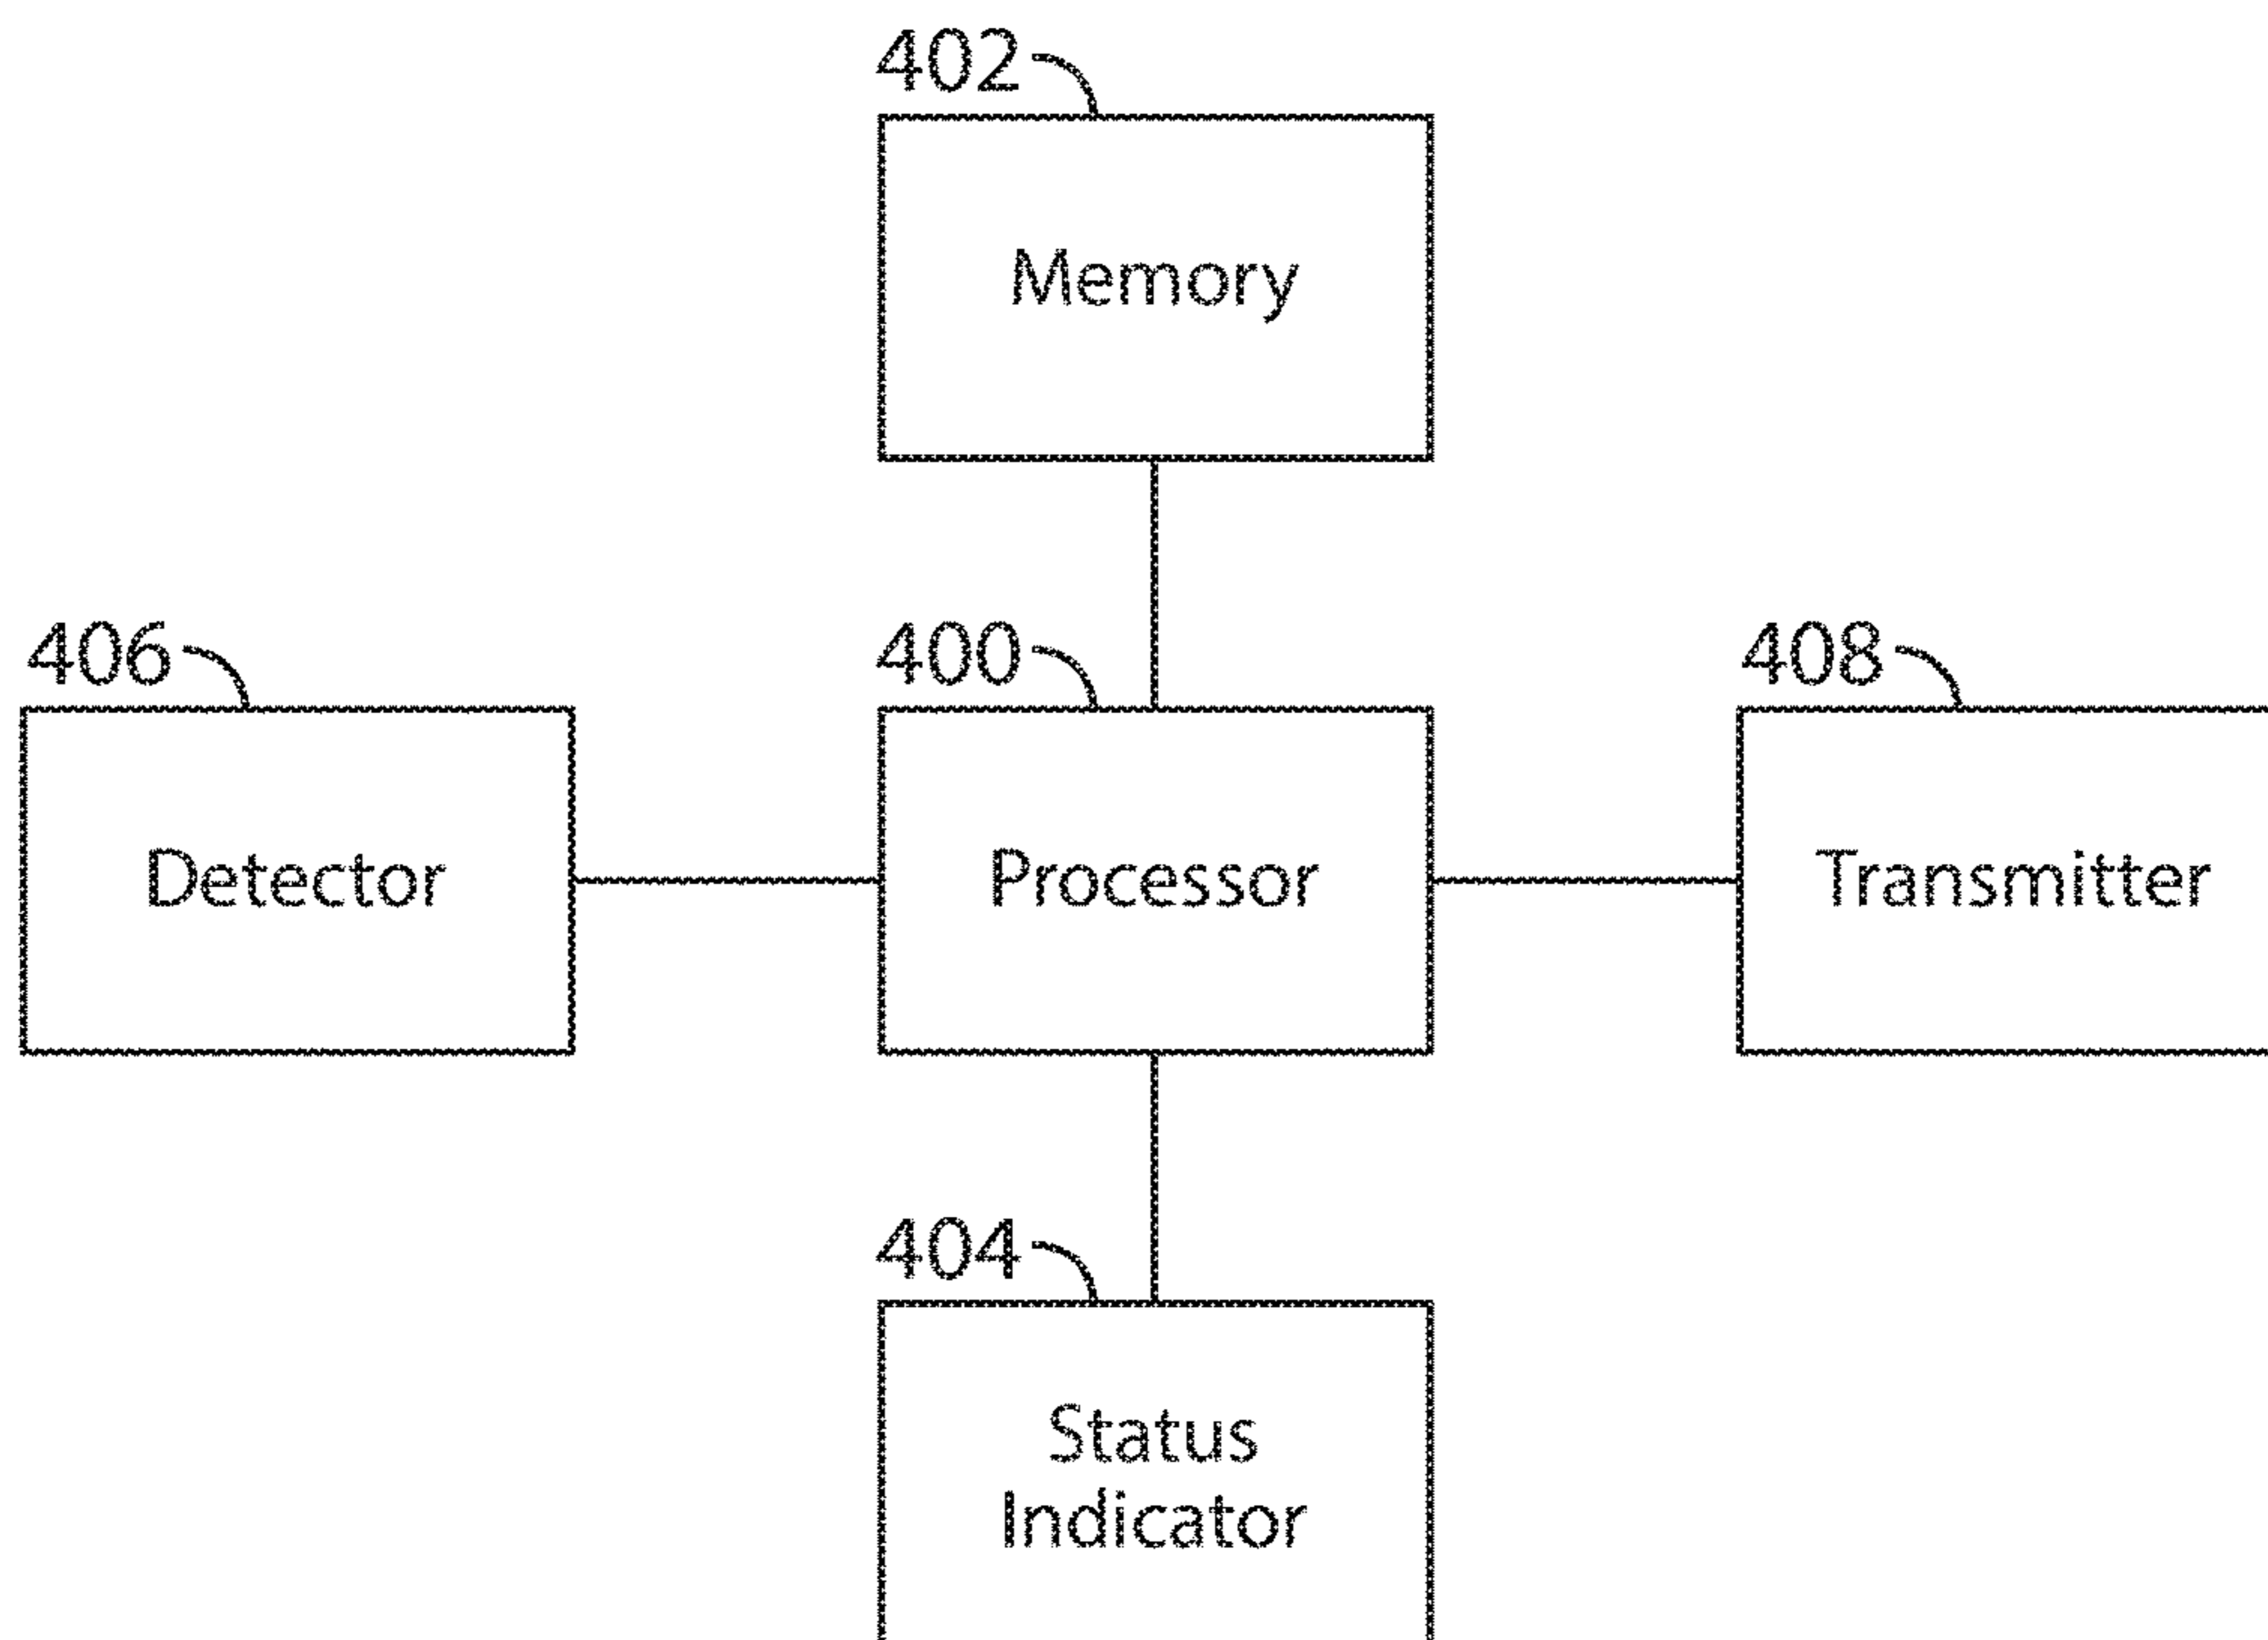 402
Memory
406
400
408
Detector
Processor
Transmitter
404
Status
Indicator